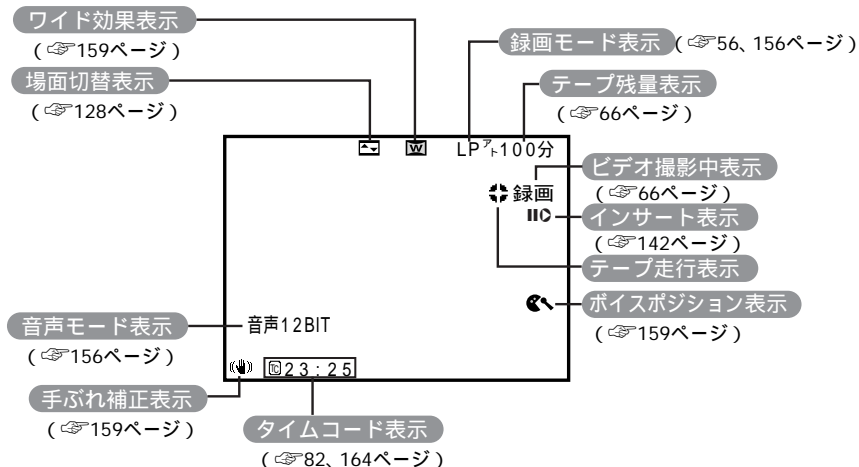 ワイド効果表示
(☞159ページ)
場面切替表示
(☞128ページ)
録画モード表示(☞56、156ページ)
テープ残量表示
(☞66ページ)
W
LPアト100分
録画
ビデオ撮影中表示
(☞66ページ)
インサート表示
(☞142ページ)
テープ走行表示
ボイスポジション表示
(☞159ページ)
音声モード表示
(☞156ページ)
音声12BIT
手ぶれ補正表示
(☞159ページ)
TC23:25
タイムコード表示
(☞82、164ページ)